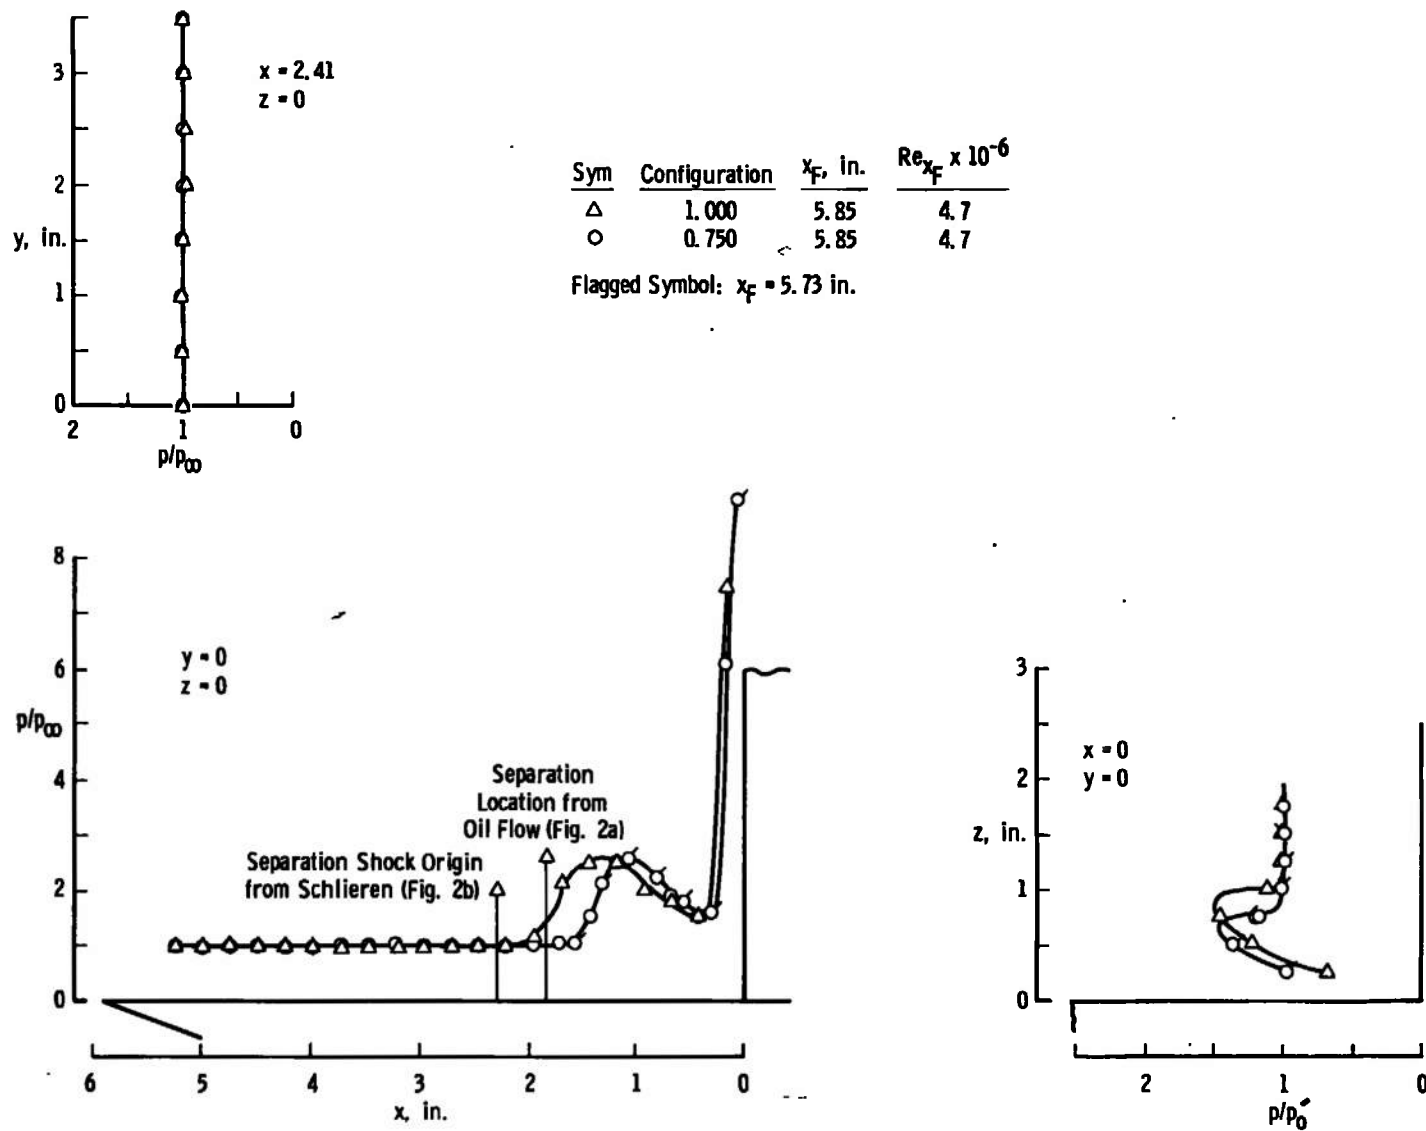 3
2
y, in.
1
0
2 1 0
p/p∞
x = 2.41
z = 0
Sym Configuration x_F, in. Re_{x_F} x 10^-6
△ 1.000 5.85 4.7
○ 0.750 5.85 4.7
Flagged Symbol: x_F = 5.73 in.
8
6
p/p∞
4
2
0
y = 0
z = 0
Separation
Location from
Oil Flow (Fig. 2a)
Separation Shock Origin
from Schlieren (Fig. 2b)
6 5 4 3 2 1 0
x, in.
3
2
z, in.
1
0
x = 0
y = 0
2 1 0
p/p₀′